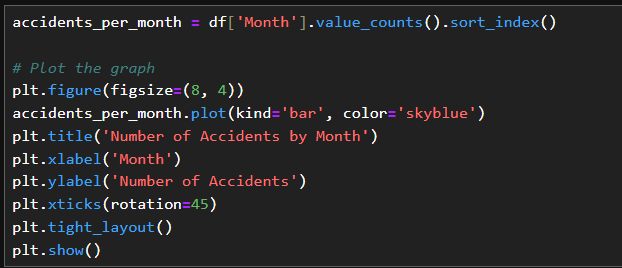 accidents_per_month = df['Month'].value_counts().sort_index()
# Plot the graph
plt.figure(figsize=(8, 4))
accidents_per_month.plot(kind='bar', color='skyblue')
plt.title('Number of Accidents by Month')
plt.xlabel('Month')
plt.ylabel('Number of Accidents')
plt.xticks(rotation=45)
plt.tight_layout()
plt.show()